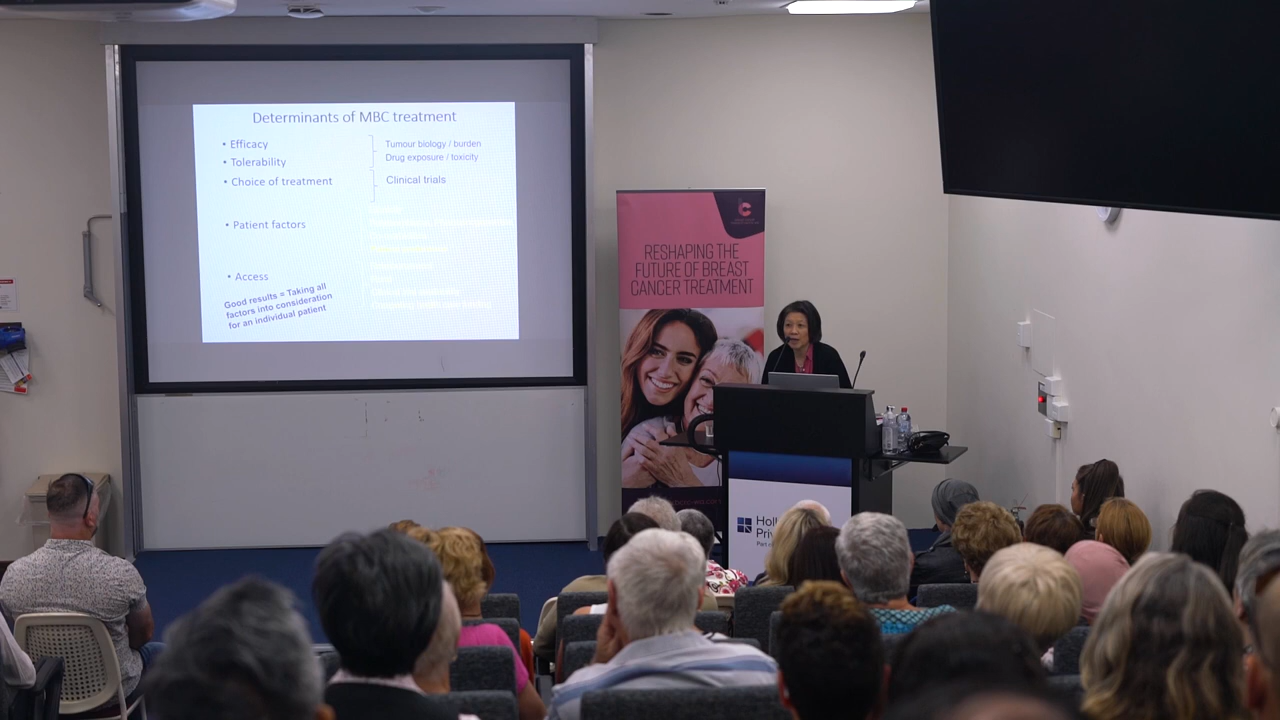 Determinants of MBC treatment
• Efficacy
• Tolerability
• Choice of treatment
Tumour biology / burden
Drug exposure / toxicity
Clinical trials
• Patient factors
• Access
Good results = Taking all
factors into consideration
for an individual patient
RESHAPING THE
FUTURE OF BREAST
CANCER TREATMENT